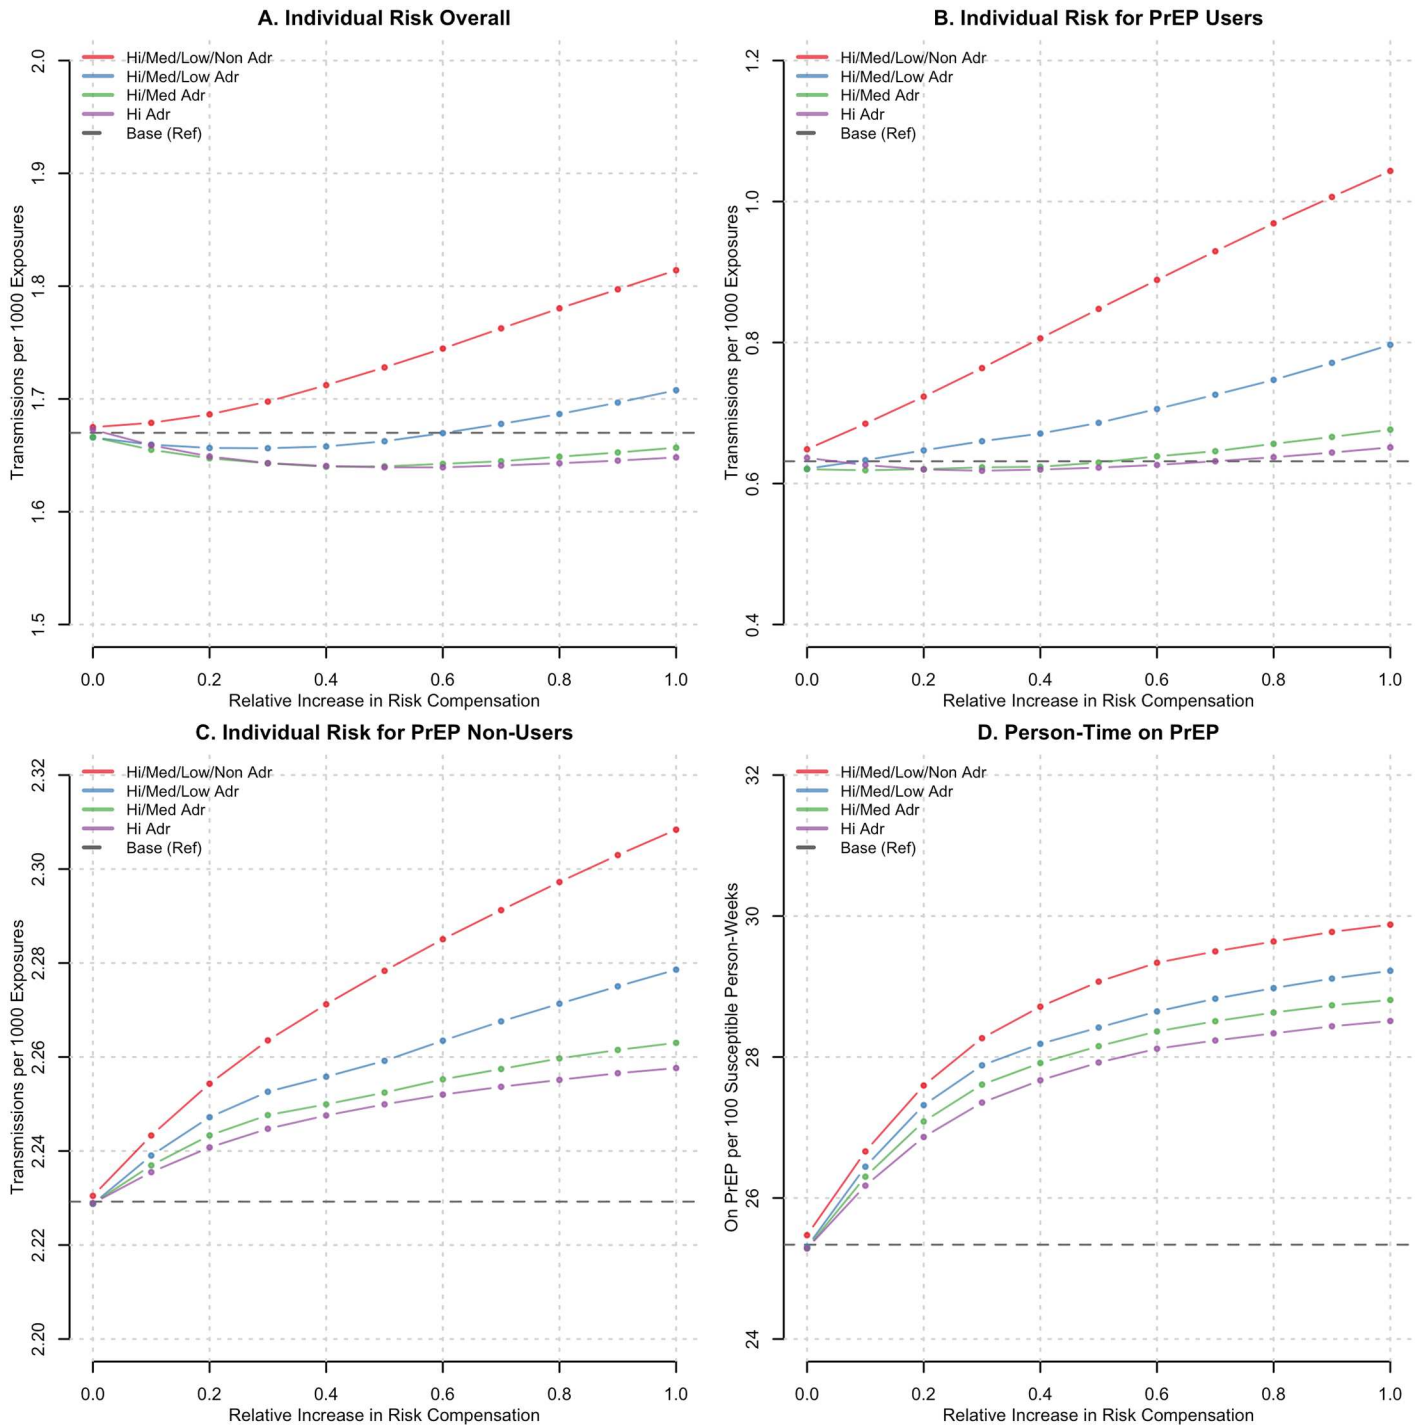 A. Individual Risk Overall
Hi/Med/Low/Non Adr
Hi/Med/Low Adr
Hi/Med Adr
Hi Adr
Base (Ref)
Transmissions per 1000 Exposures
2.0
1.9
1.8
1.7
1.6
1.5
0.0 0.2 0.4 0.6 0.8 1.0
Relative Increase in Risk Compensation
B. Individual Risk for PrEP Users
Hi/Med/Low/Non Adr
Hi/Med/Low Adr
Hi/Med Adr
Hi Adr
Base (Ref)
Transmissions per 1000 Exposures
1.2
1.0
0.8
0.6
0.4
0.0 0.2 0.4 0.6 0.8 1.0
Relative Increase in Risk Compensation
C. Individual Risk for PrEP Non-Users
Hi/Med/Low/Non Adr
Hi/Med/Low Adr
Hi/Med Adr
Hi Adr
Base (Ref)
Transmissions per 1000 Exposures
2.32
2.30
2.28
2.26
2.24
2.22
2.20
0.0 0.2 0.4 0.6 0.8 1.0
Relative Increase in Risk Compensation
D. Person-Time on PrEP
Hi/Med/Low/Non Adr
Hi/Med/Low Adr
Hi/Med Adr
Hi Adr
Base (Ref)
On PrEP per 100 Susceptible Person-Weeks
32
30
28
26
24
0.0 0.2 0.4 0.6 0.8 1.0
Relative Increase in Risk Compensation